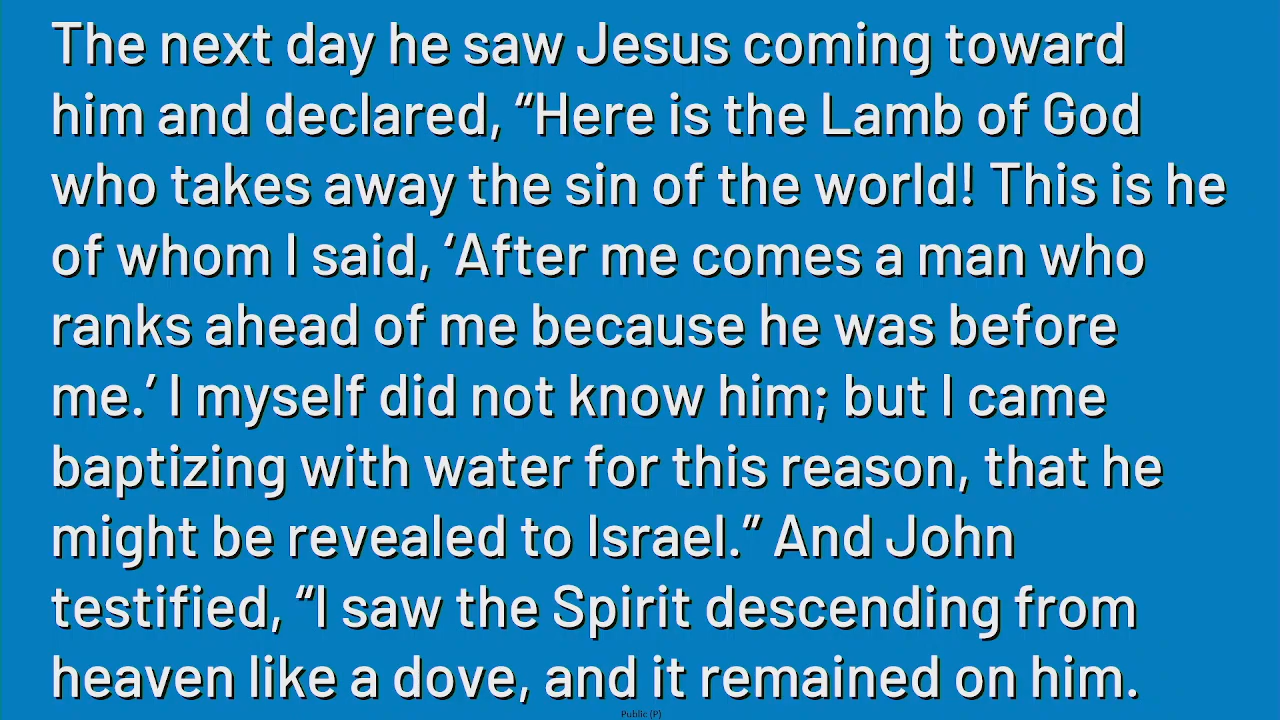 The next day he saw Jesus coming toward
him and declared, “Here is the Lamb of God
who takes away the sin of the world! This is he
of whom I said, ‘After me comes a man who
ranks ahead of me because he was before
me.’ I myself did not know him; but I came
baptizing with water for this reason, that he
might be revealed to Israel.” And John
testified, “I saw the Spirit descending from
heaven like a dove, and it remained on him.
Public (P)